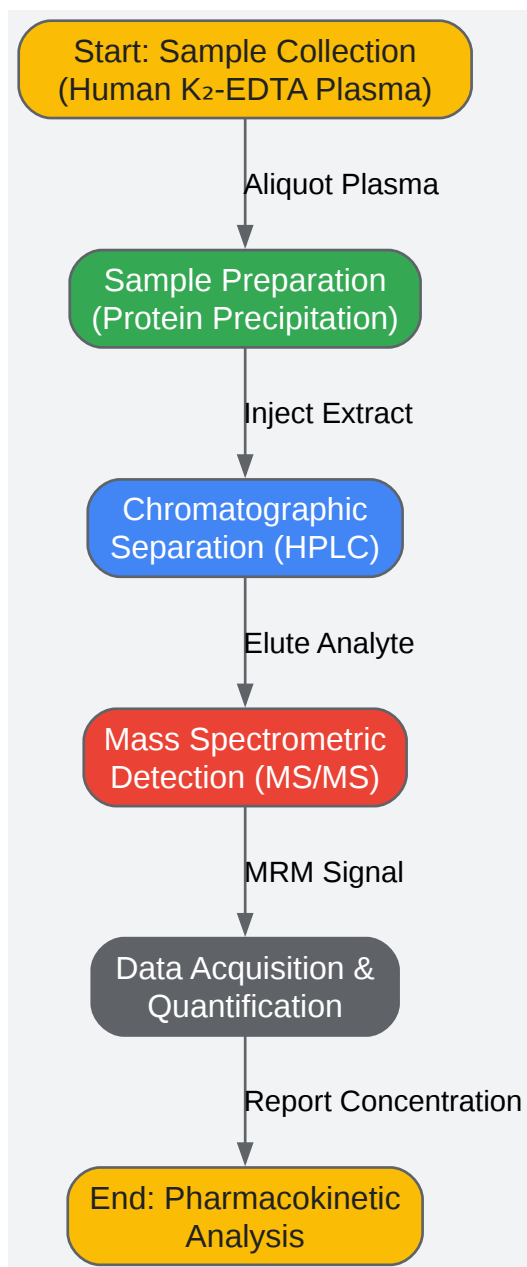 Start: Sample Collection
(Human K₂-EDTA Plasma)
Aliquot Plasma
Sample Preparation
(Protein Precipitation)
Inject Extract
Chromatographic
Separation (HPLC)
Elute Analyte
Mass Spectrometric
Detection (MS/MS)
MRM Signal
Data Acquisition &
Quantification
Report Concentration
End: Pharmacokinetic
Analysis